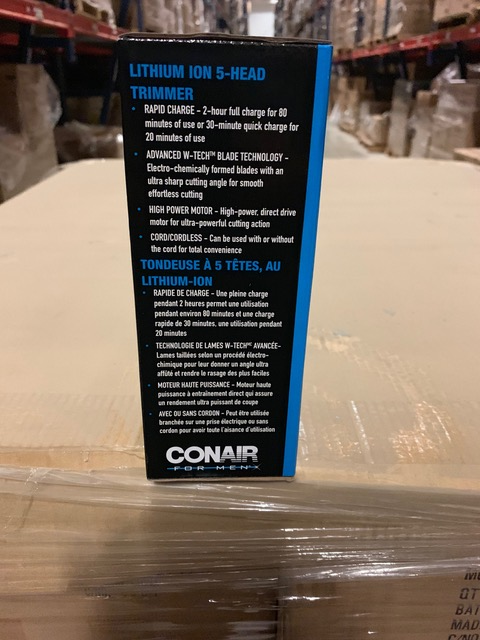 LITHIUM ION 5-HEAD
TRIMMER
• RAPID CHARGE – 2-hour full charge for 80
minutes of use or 30-minute quick charge for
20 minutes of use
• ADVANCED W-TECH™ BLADE TECHNOLOGY –
Electro-chemically formed blades with an
ultra sharp cutting angle for smooth
effortless cutting
• HIGH POWER MOTOR – High-power, direct drive
motor for ultra-powerful cutting action
• CORD/CORDLESS – Can be used with or without
the cord for total convenience
TONDEUSE À 5 TÊTES, AU
LITHIUM-ION
• RAPIDE DE CHARGE – Une pleine charge
pendant 2 heures permet une utilisation
pendant environ 80 minutes et une charge
rapide de 30 minutes, une utilisation pendant
20 minutes
• TECHNOLOGIE DE LAMES W-TECHᴹᶜ AVANCÉE–
Lames taillées selon un procédé électro-
chimique pour leur donner un angle ultra
affûté et rendre le rasage des plus faciles
• MOTEUR HAUTE PUISSANCE – Moteur haute
puissance à entraînement direct qui assure
un rendement ultra puissant de coupe
• AVEC OU SANS CORDON – Peut être utilisée
branchée sur une prise électrique ou sans
cordon pour avoir toute l'aisance d'utilisation
CONAIR
FOR MEN